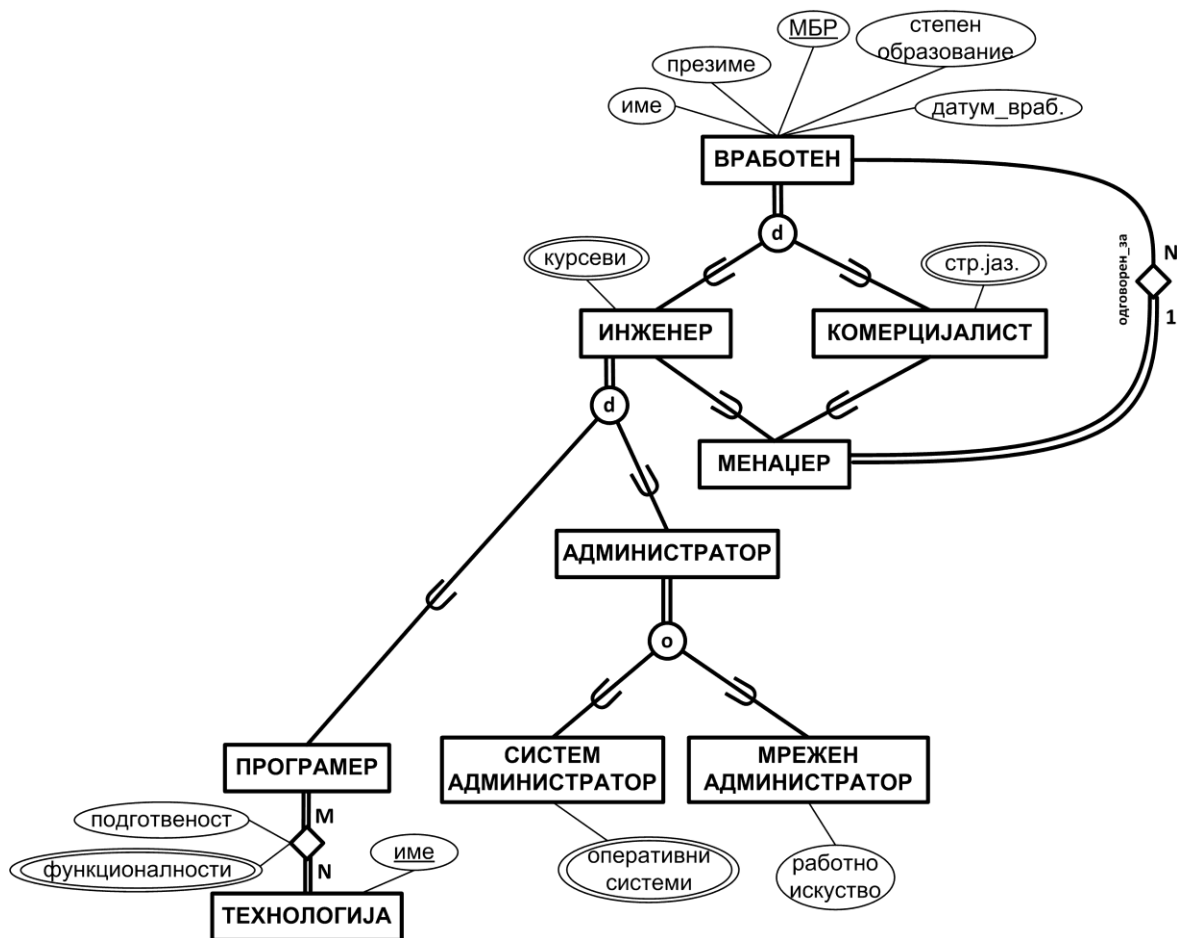 МБР
степен
образование
презиме
име
датум_враб.
ВРАБОТЕН
d
курсеви
стр.јаз.
одговорен_за
N
1
ИНЖЕНЕР
КОМЕРЦИЈАЛИСТ
d
МЕНАЏЕР
АДМИНИСТРАТОР
o
ПРОГРАМЕР
СИСТЕМ
АДМИНИСТРАТОР
МРЕЖЕН
АДМИНИСТРАТОР
M
подготвеност
функционалности
N
име
ТЕХНОЛОГИЈА
оперативни
системи
работно
искуство